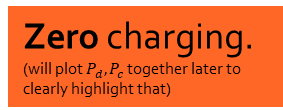 Zero charging.
(will plot P_d, P_c together later to
clearly highlight that)